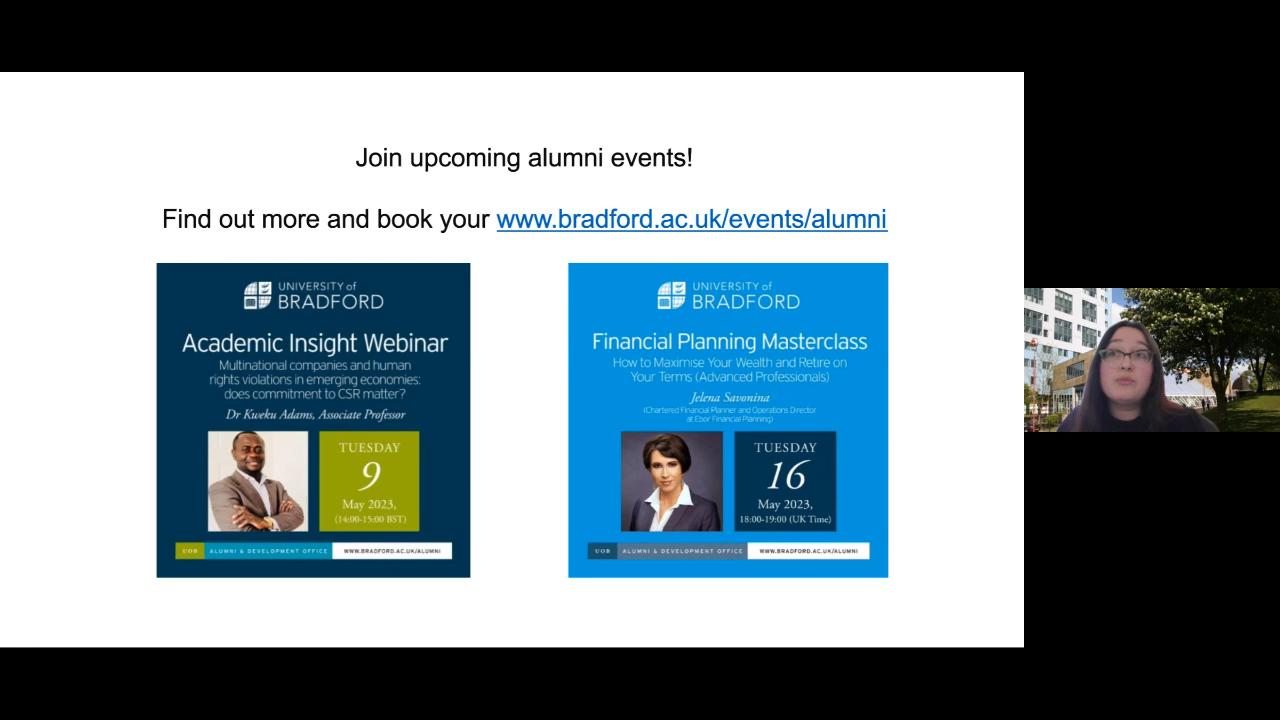 Join upcoming alumni events!
Find out more and book your www.bradford.ac.uk/events/alumni
UNIVERSITY of
BRADFORD
Academic Insight Webinar
Multinational companies and human
rights violations in emerging economies:
does commitment to CSR matter?
Dr Kweku Adams, Associate Professor
TUESDAY
9
May 2023,
(14:00-15:00 BST)
UOB ALUMNI & DEVELOPMENT OFFICE WWW.BRADFORD.AC.UK/ALUMNI
UNIVERSITY of
BRADFORD
Financial Planning Masterclass
How to Maximise Your Wealth and Retire on
Your Terms (Advanced Professionals)
Jelena Savonina
(Chartered Financial Planner and Operations Director
at Ebor Financial Planning)
TUESDAY
16
May 2023,
18:00-19:00 (UK Time)
UOB ALUMNI & DEVELOPMENT OFFICE WWW.BRADFORD.AC.UK/ALUMNI